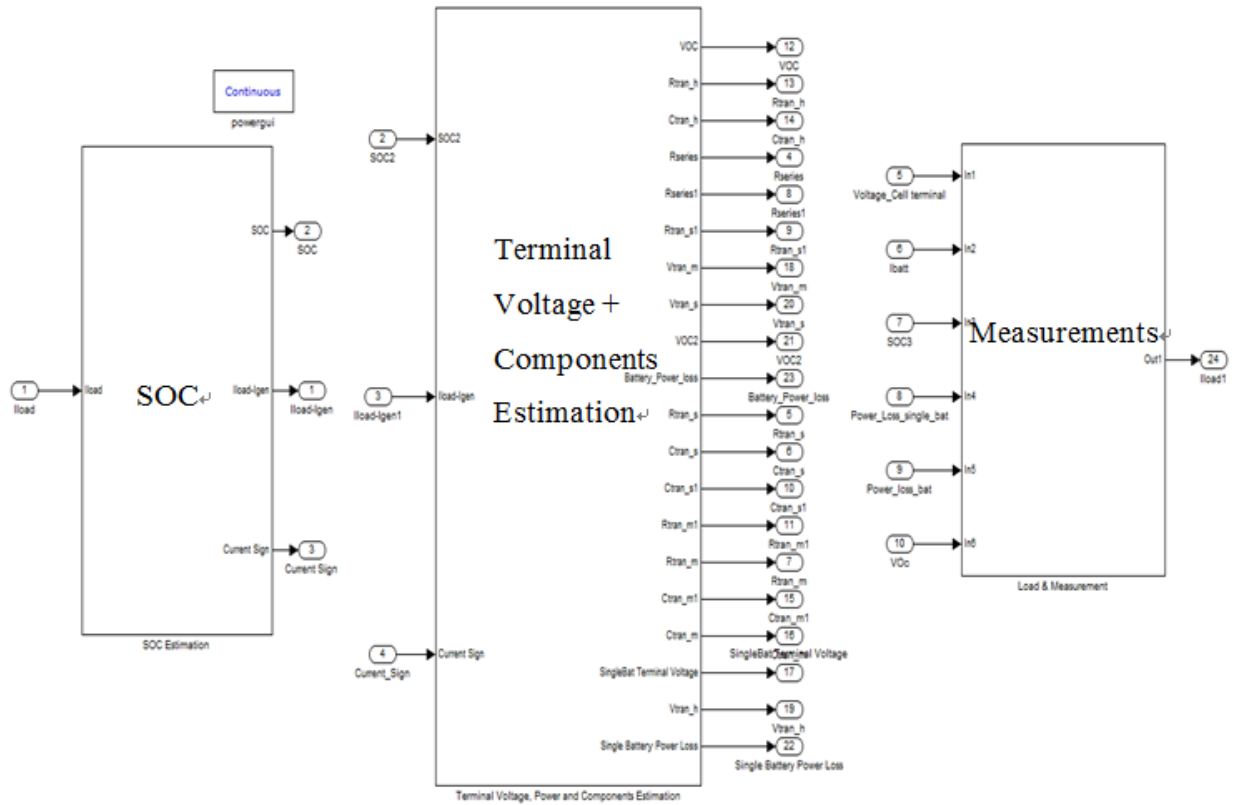 Continuous
powergui
SOC
2
SOC
1
Iload
Iload
SOC
Iload-Igen
1
Iload-Igen
Current Sign
3
Current Sign
SOC Estimation
2
SOC2
SOC2
3
Iload-Igen1
Iload-Igen
4
Current_Sign
Current Sign
Terminal
Voltage +
Components
Estimation
VOC
12
VOC
Rtran_h
13
Rtran_h
Ctran_h
14
Ctran_h
Rseries
4
Rseries
Rseries1
8
Rseries1
Rtran_s1
9
Rtran_s1
Vtran_m
18
Vtran_m
Vtran_s
20
Vtran_s
VOC2
21
VOC2
Battery_Power_loss
23
Battery_Power_loss
Rtran_s
5
Rtran_s
Ctran_s
6
Ctran_s
Ctran_s1
10
Ctran_s1
Rtran_m1
11
Rtran_m1
Rtran_m
7
Rtran_m
Ctran_m1
15
Ctran_m1
Ctran_m
16
SingleBat Terminal Voltage
SingleBat Terminal Voltage
17
Vtran_h
19
Vtran_h
Single Battery Power Loss
22
Single Battery Power Loss
Terminal Voltage, Power and Components Estimation
5
Voltage_Cell terminal
In1
6
Ibatt
In2
7
SOC3
In3
Measurements
Out1
24
Iload1
8
Power_Loss_single_bat
In4
9
Power_loss_bat
In5
10
VOc
In6
Load & Measurement